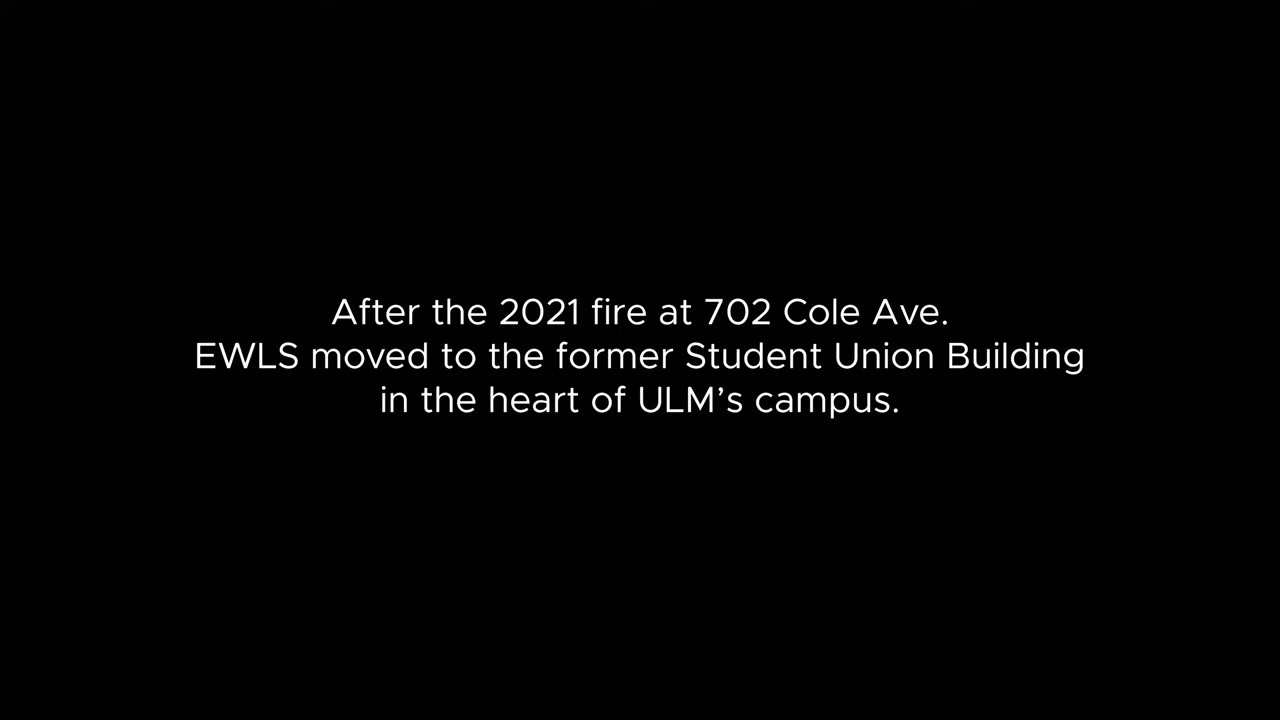 After the 2021 fire at 702 Cole Ave.
EWLS moved to the former Student Union Building
in the heart of ULM’s campus.